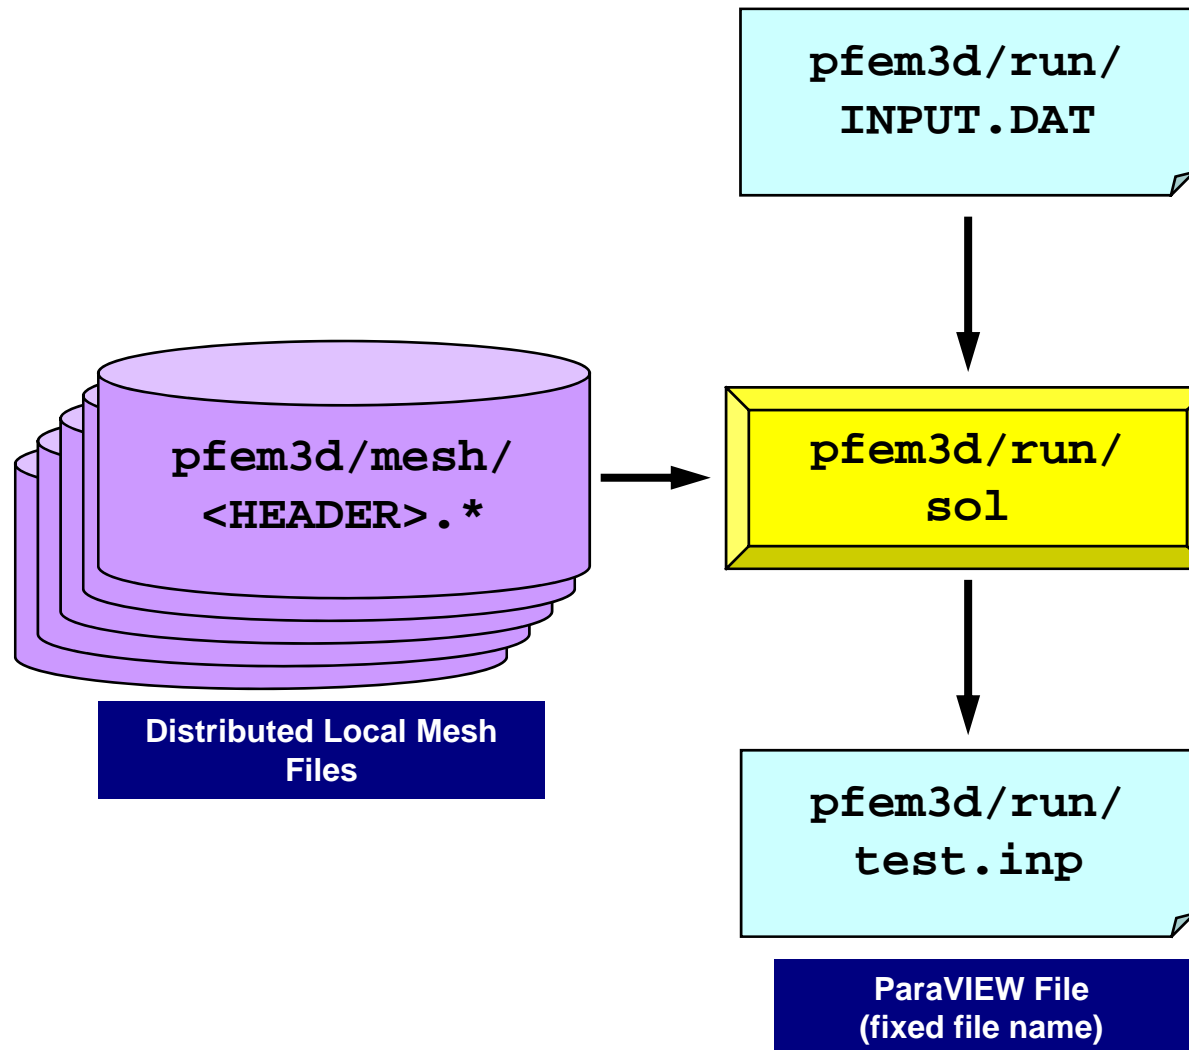 pfem3d/run/
INPUT.DAT
pfem3d/mesh/
<HEADER>.*
pfem3d/run/
sol
Distributed Local Mesh
Files
pfem3d/run/
test.inp
ParaVIEW File
(fixed file name)